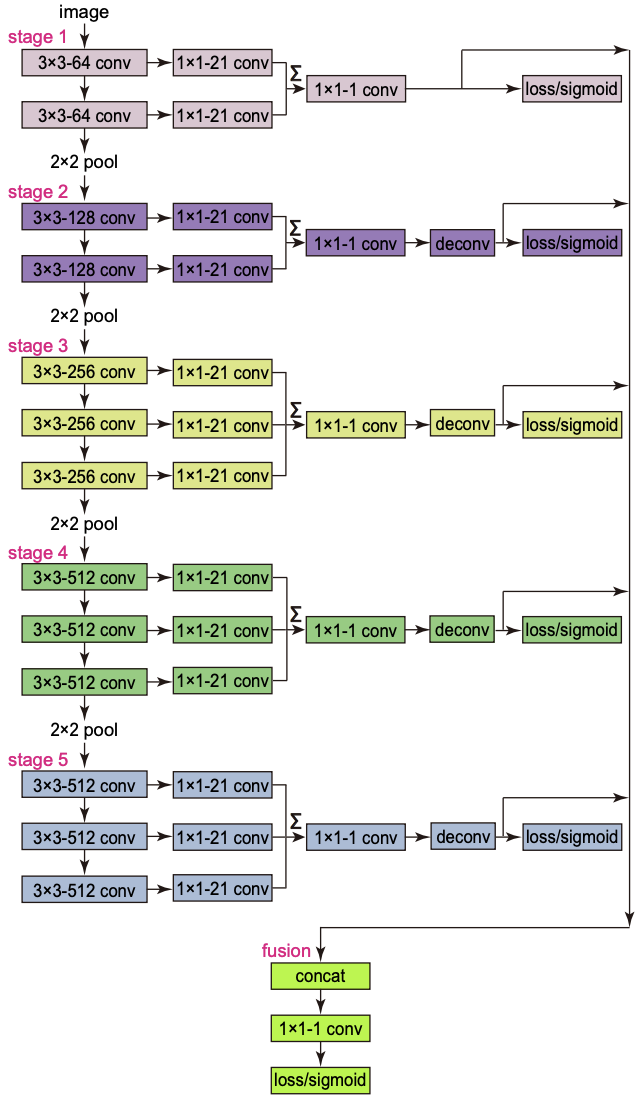 image
stage 1
3×3-64 conv 1×1-21 conv
Σ
1×1-1 conv loss/sigmoid
3×3-64 conv 1×1-21 conv
2×2 pool
stage 2
3×3-128 conv 1×1-21 conv
Σ
1×1-1 conv deconv loss/sigmoid
3×3-128 conv 1×1-21 conv
2×2 pool
stage 3
3×3-256 conv 1×1-21 conv
Σ
3×3-256 conv 1×1-21 conv 1×1-1 conv deconv loss/sigmoid
3×3-256 conv 1×1-21 conv
2×2 pool
stage 4
3×3-512 conv 1×1-21 conv
Σ
3×3-512 conv 1×1-21 conv 1×1-1 conv deconv loss/sigmoid
3×3-512 conv 1×1-21 conv
2×2 pool
stage 5
3×3-512 conv 1×1-21 conv
Σ
3×3-512 conv 1×1-21 conv 1×1-1 conv deconv loss/sigmoid
3×3-512 conv 1×1-21 conv
fusion
concat
1×1-1 conv
loss/sigmoid